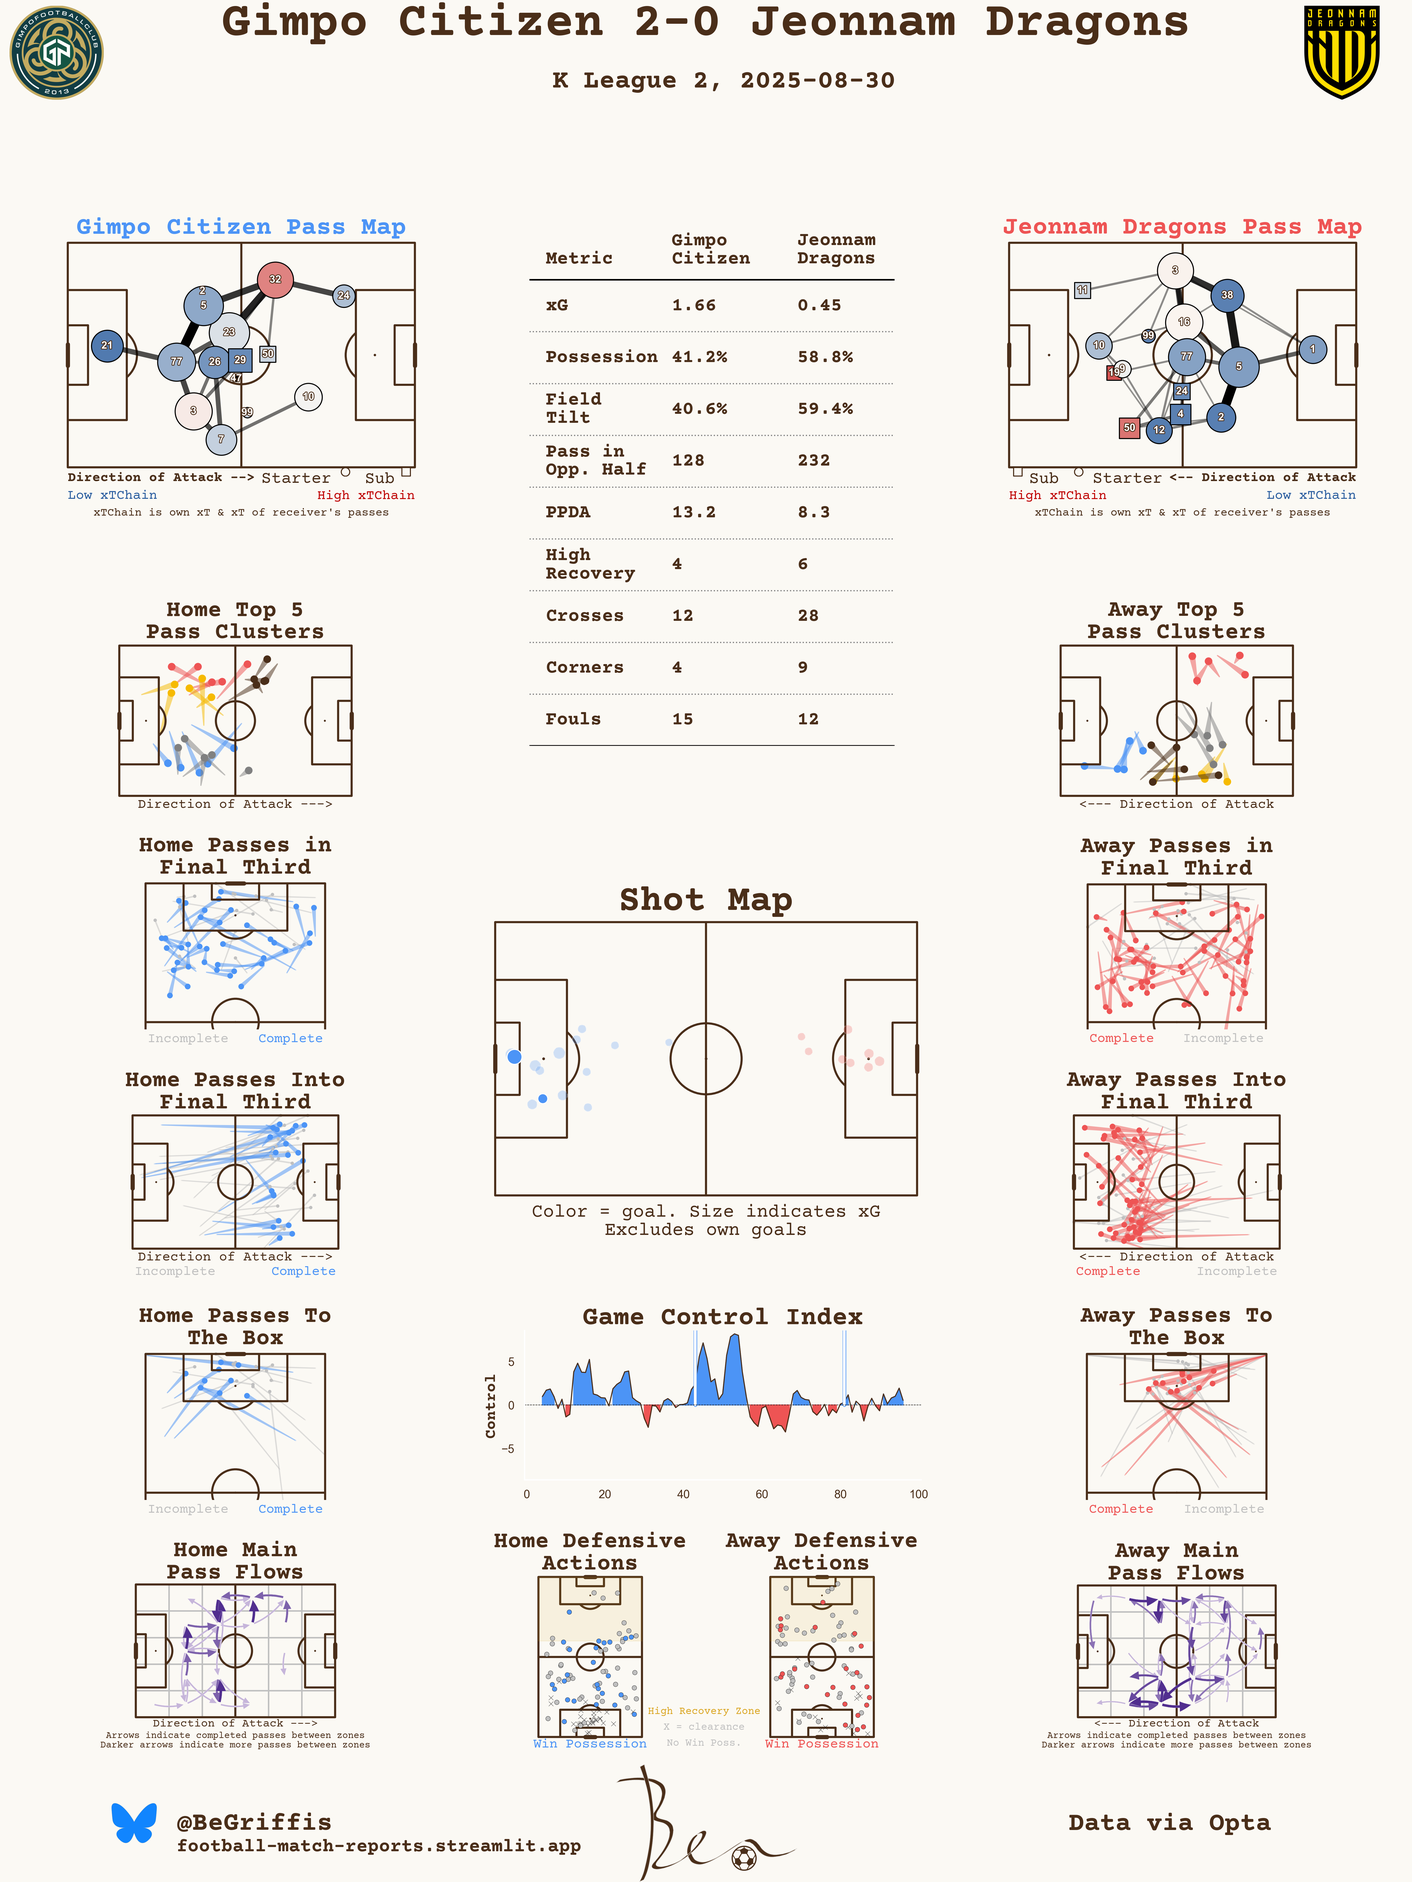 Gimpo Citizen 2-0 Jeonnam Dragons
K League 2, 2025-08-30
GIMPOFOOTBALLCLUB
GP
2013
JEONNAM
DRAGONS
Gimpo Citizen Pass Map
32
24
2
5
23
21
77
26
29
50
47
3
99
10
7
Direction of Attack -->
Starter
Sub
Low xTChain
High xTChain
xTChain is own xT & xT of receiver's passes
Metric
Gimpo Citizen
Jeonnam Dragons
xG 1.66 0.45
Possession 41.2% 58.8%
Field Tilt 40.6% 59.4%
Pass in Opp. Half 128 232
PPDA 13.2 8.3
High Recovery 4 6
Crosses 12 28
Corners 4 9
Fouls 15 12
Jeonnam Dragons Pass Map
3
11
38
16
99
10
77
1
19
9
5
24
4
2
50
12
Sub
Starter
<-- Direction of Attack
High xTChain
Low xTChain
xTChain is own xT & xT of receiver's passes
Home Top 5
Pass Clusters
Direction of Attack --->
Away Top 5
Pass Clusters
<--- Direction of Attack
Home Passes in
Final Third
Incomplete
Complete
Away Passes in
Final Third
Complete
Incomplete
Shot Map
Color = goal. Size indicates xG
Excludes own goals
Home Passes Into
Final Third
Direction of Attack --->
Incomplete
Complete
Away Passes Into
Final Third
<--- Direction of Attack
Complete
Incomplete
Home Passes To
The Box
Incomplete
Complete
Game Control Index
Control
5
0
−5
0 20 40 60 80 100
Away Passes To
The Box
Complete
Incomplete
Home Main
Pass Flows
Direction of Attack --->
Arrows indicate completed passes between zones
Darker arrows indicate more passes between zones
Home Defensive
Actions
Win Possession
High Recovery Zone
X = clearance
No Win Poss.
Away Defensive
Actions
Win Possession
Away Main
Pass Flows
<--- Direction of Attack
Arrows indicate completed passes between zones
Darker arrows indicate more passes between zones
@BeGriffis
football-match-reports.streamlit.app
Ben
Data via Opta